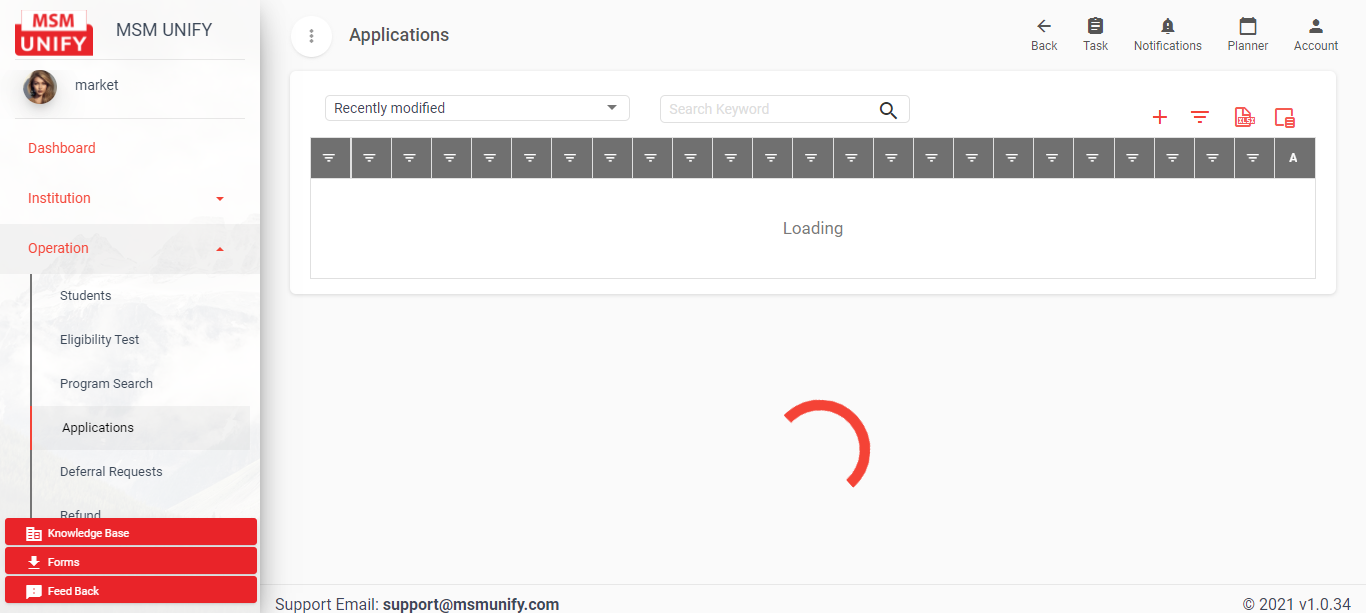 MSM
UNIFY
MSM UNIFY
market
Dashboard
Institution
Operation
Students
Eligibility Test
Program Search
Applications
Deferral Requests
Refund
Knowledge Base
Forms
Feed Back
Applications
Back
Task
Notifications
Planner
Account
Recently modified
Search Keyword
XLSX
A
Loading
Support Email: support@msmunify.com
© 2021 v1.0.34